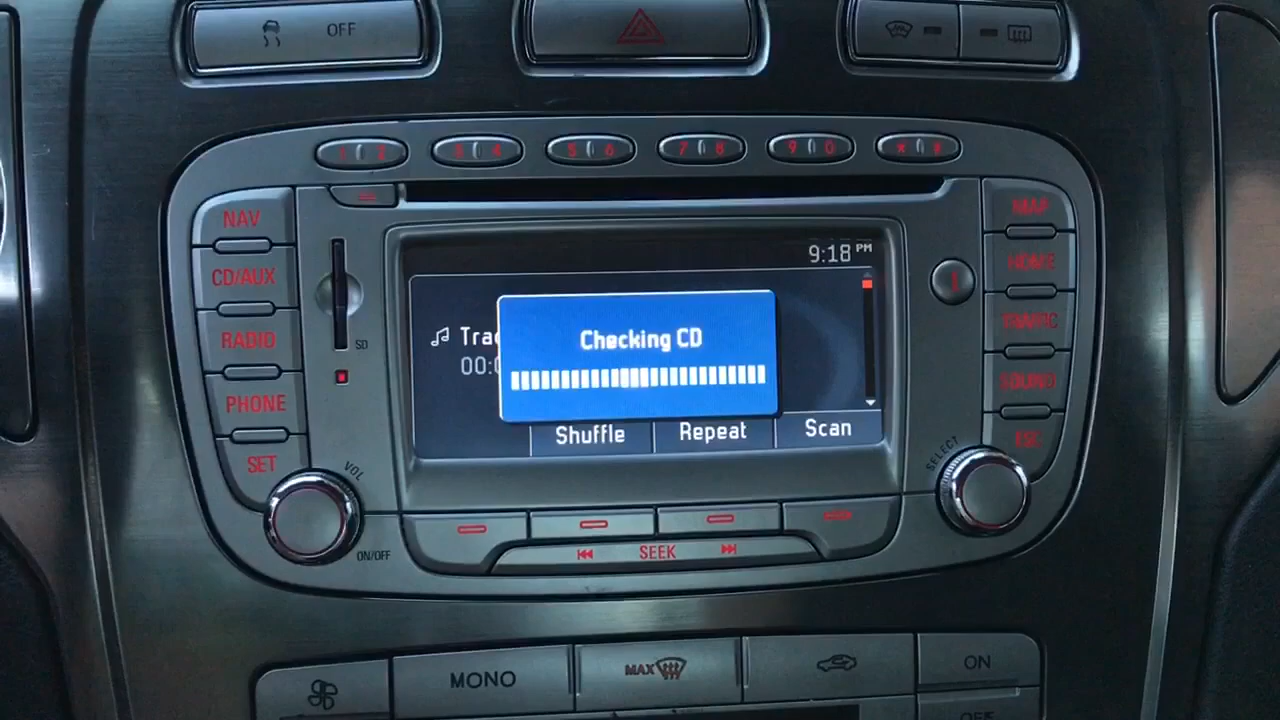 OFF
1 2 3 4 5 6 7 8 9 0 * #
NAV
MAP
9:18 PM
CD/AUX
HOME
i
RADIO
SD
Trac
Checking CD
00:0
TRAFFIC
PHONE
SOUND
Shuffle Repeat Scan
SET
ESC
VOL
SELECT
ON/OFF
SEEK
MONO
MAX
ON
OFF